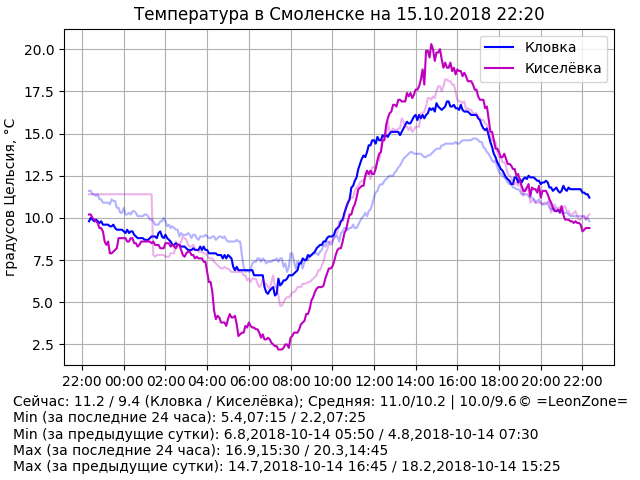 Температура в Смоленске на 15.10.2018 22:20
Кловка
Киселёвка
градусов Цельсия, °C
20.0
17.5
15.0
12.5
10.0
7.5
5.0
2.5
22:00 00:00 02:00 04:00 06:00 08:00 10:00 12:00 14:00 16:00 18:00 20:00 22:00
Сейчас: 11.2 / 9.4 (Кловка / Киселёвка); Средняя: 11.0/10.2 | 10.0/9.6© =LeonZone=
Min (за последние 24 часа): 5.4,07:15 / 2.2,07:25
Min (за предыдущие сутки): 6.8,2018-10-14 05:50 / 4.8,2018-10-14 07:30
Max (за последние 24 часа): 16.9,15:30 / 20.3,14:45
Max (за предыдущие сутки): 14.7,2018-10-14 16:45 / 18.2,2018-10-14 15:25